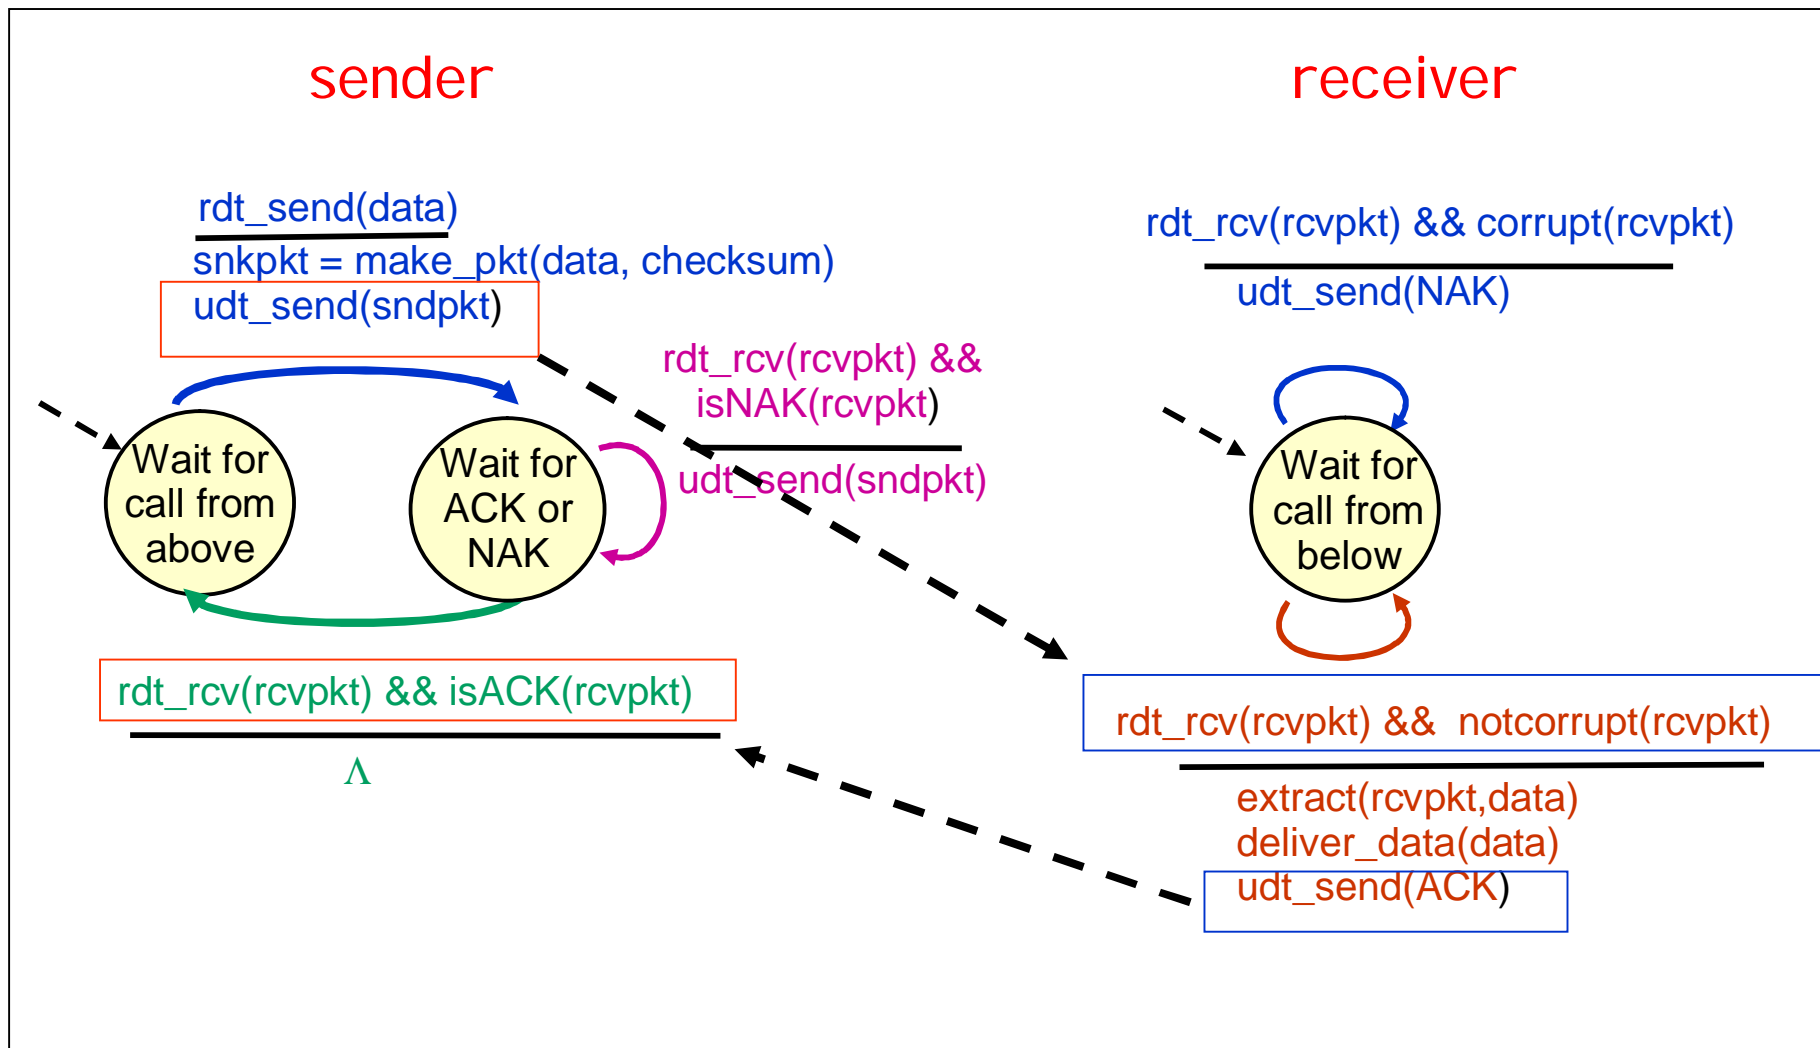 sender
receiver
rdt_send(data)
snkpkt = make_pkt(data, checksum)
udt_send(sndpkt)
rdt_rcv(rcvpkt) &&
isNAK(rcvpkt)
udt_send(sndpkt)
Wait for
call from
above
Wait for
ACK or
NAK
rdt_rcv(rcvpkt) && isACK(rcvpkt)
Λ
rdt_rcv(rcvpkt) && corrupt(rcvpkt)
udt_send(NAK)
Wait for
call from
below
rdt_rcv(rcvpkt) && notcorrupt(rcvpkt)
extract(rcvpkt,data)
deliver_data(data)
udt_send(ACK)